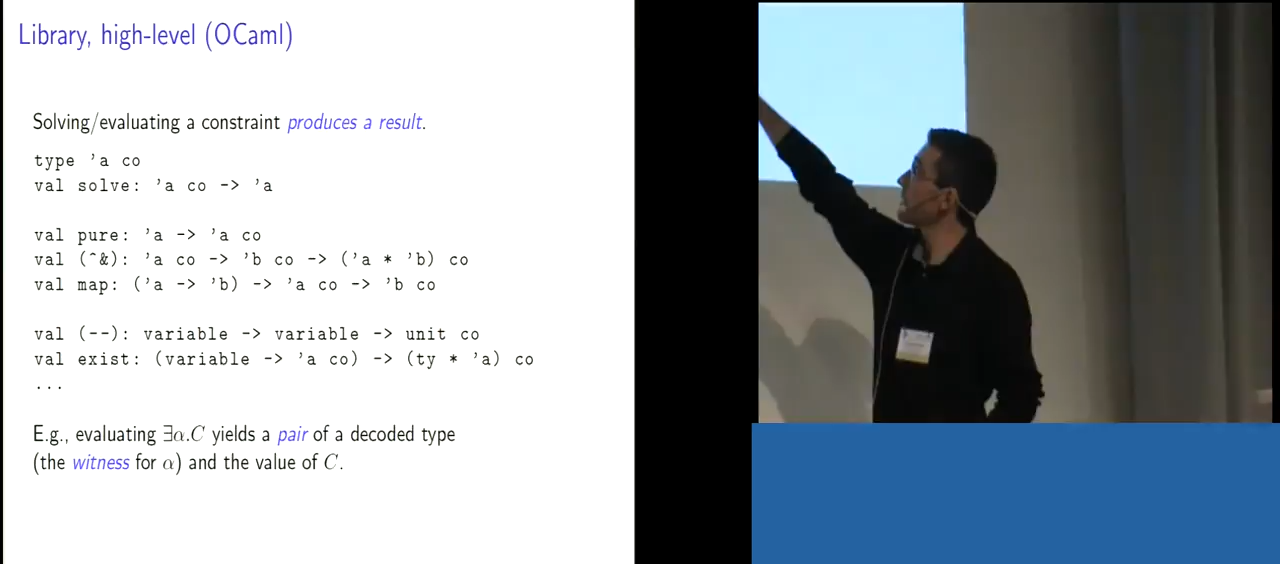 Library, high-level (OCaml)
Solving/evaluating a constraint produces a result.
type 'a co
val solve: 'a co -> 'a
val pure: 'a -> 'a co
val (^&): 'a co -> 'b co -> ('a * 'b) co
val map: ('a -> 'b) -> 'a co -> 'b co
val (--): variable -> variable -> unit co
val exist: (variable -> 'a co) -> (ty * 'a) co
...
E.g., evaluating ∃α.C yields a pair of a decoded type
(the witness for α) and the value of C.